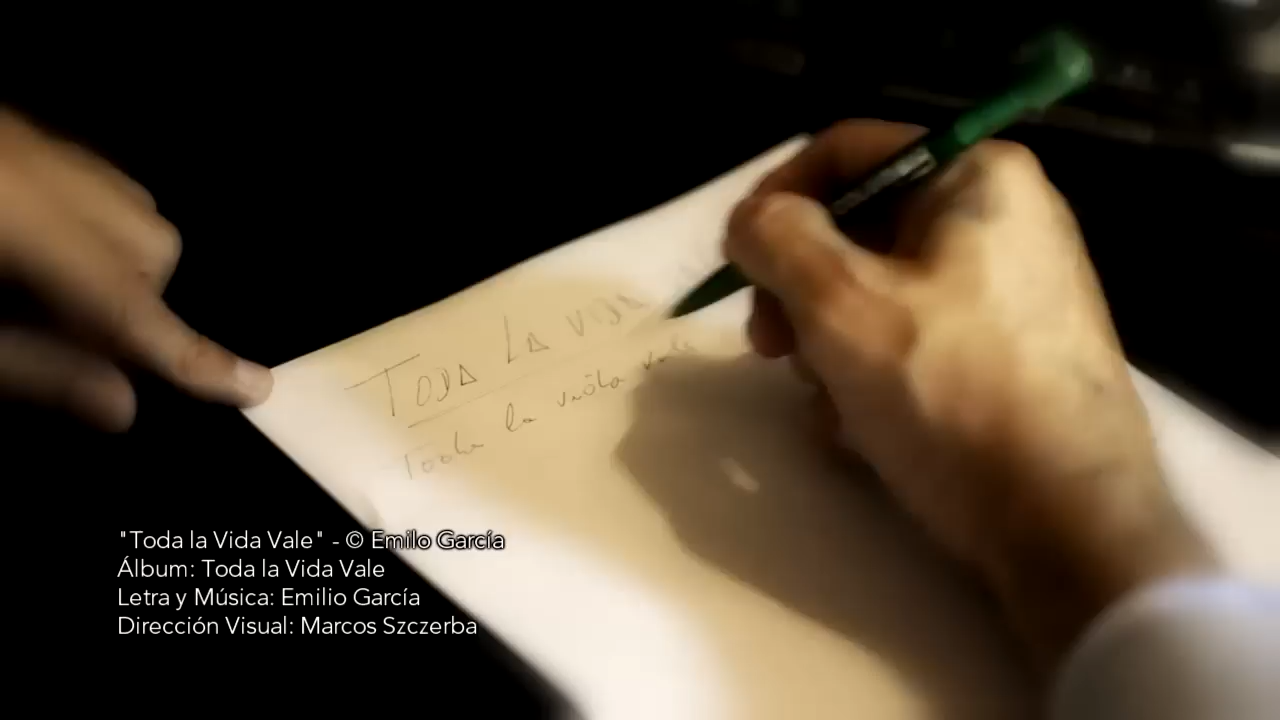 TODA LA VIDA
Toda la vida vale
"Toda la Vida Vale" - © Emilo García
Álbum: Toda la Vida Vale
Letra y Música: Emilio García
Dirección Visual: Marcos Szczerba